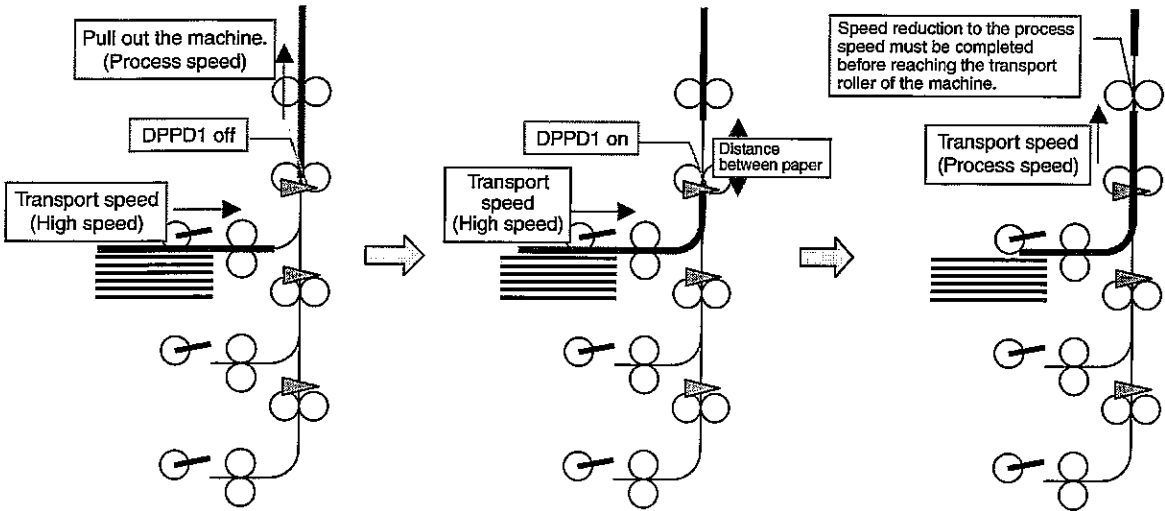 Pull out the machine.
(Process speed)
DPPD1 off
Transport speed
(High speed)
DPPD1 on
Distance
between paper
Transport
speed
(High speed)
Speed reduction to the process
speed must be completed
before reaching the transport
roller of the machine.
Transport speed
(Process speed)